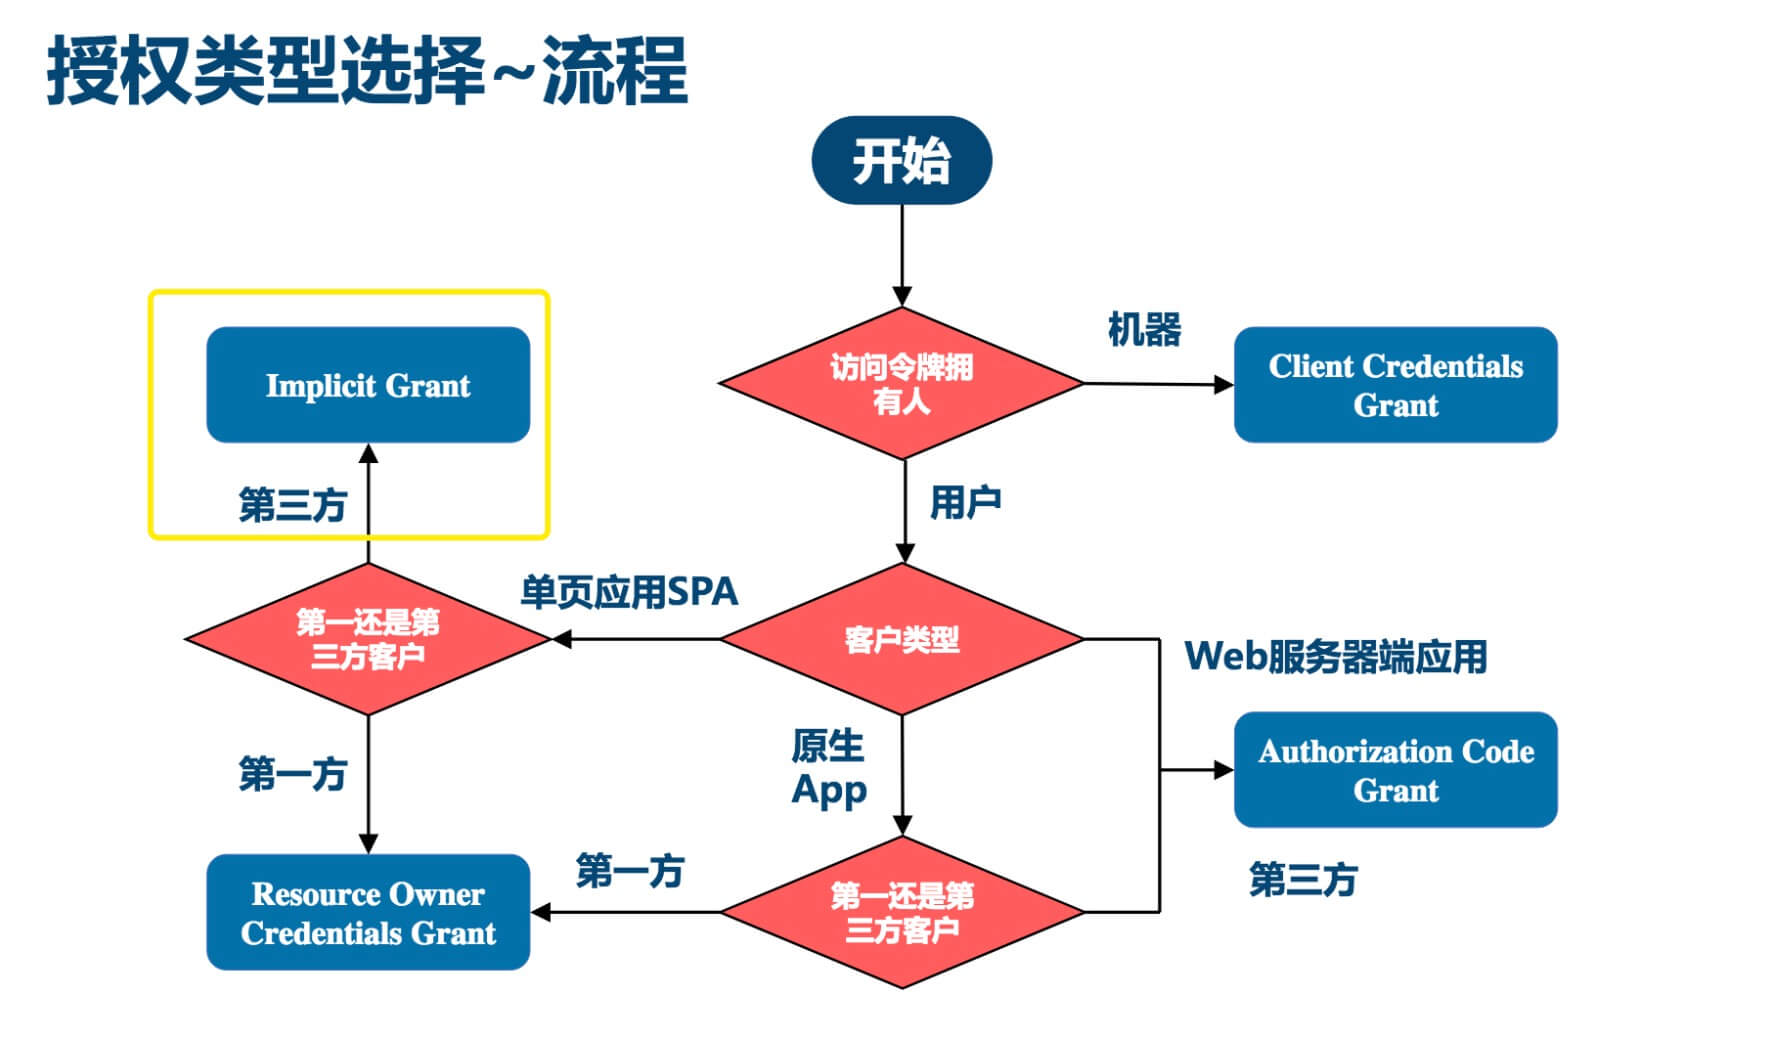 授权类型选择~流程
开始
机器
访问令牌拥
有人
Client Credentials
Grant
Implicit Grant
第三方
用户
单页应用SPA
第一还是第
三方客户
客户类型
Web服务器端应用
原生
App
第一方
Authorization Code
Grant
第一方
第三方
Resource Owner
Credentials Grant
第一还是第
三方客户